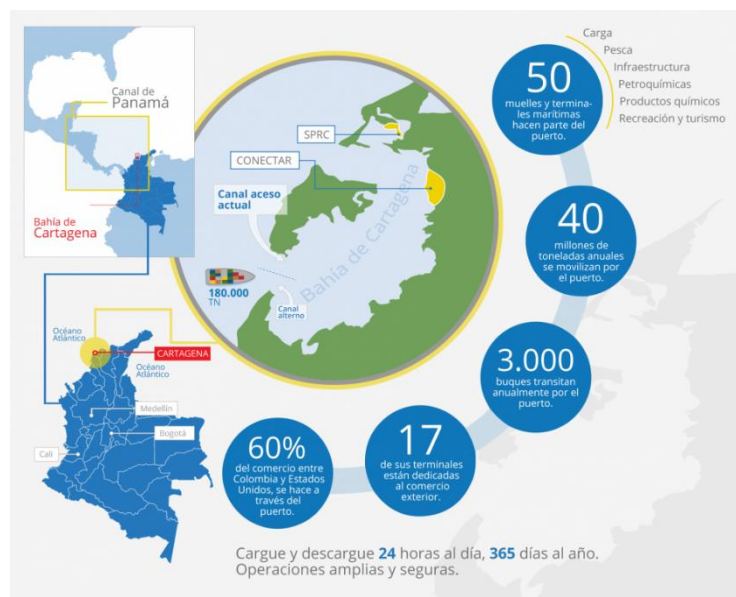 Canal de
Panamá
Bahía de
Cartagena
SPRC
CONECTAR
Canal aceso
actual
Bahía de Cartagena
180.000
TN
Canal
alterno
Carga
Pesca
Infraestructura
Petroquímicas
Productos químicos
Recreación y turismo
50
muelles y termina-
les marítimas
hacen parte del
puerto.
40
millones de
toneladas anuales
se movilizan por
el puerto.
3.000
buques transitan
anualmente por el
puerto.
17
de sus terminales
están dedicadas
al comercio
exterior.
60%
del comercio entre
Colombia y Estados
Unidos, se hace a
través del
puerto.
Océano
Atlántico
CARTAGENA
Océano
Atlántico
Medellín
Bogotá
Cali
Cargue y descargue 24 horas al día, 365 días al año.
Operaciones amplias y seguras.